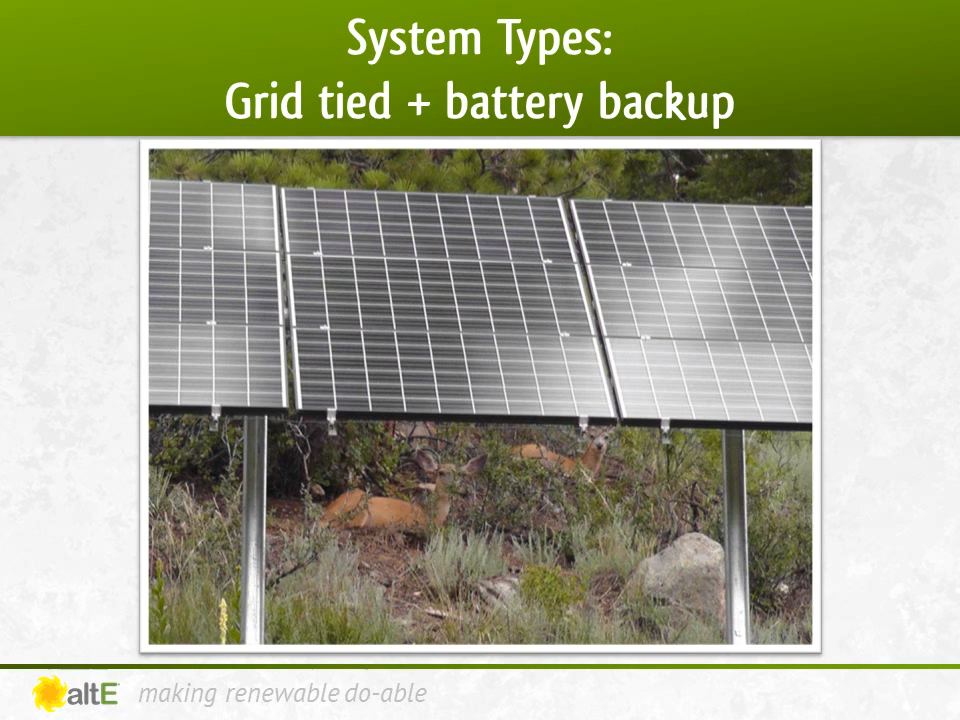 System Types:
Grid tied + battery backup
altE making renewable do-able